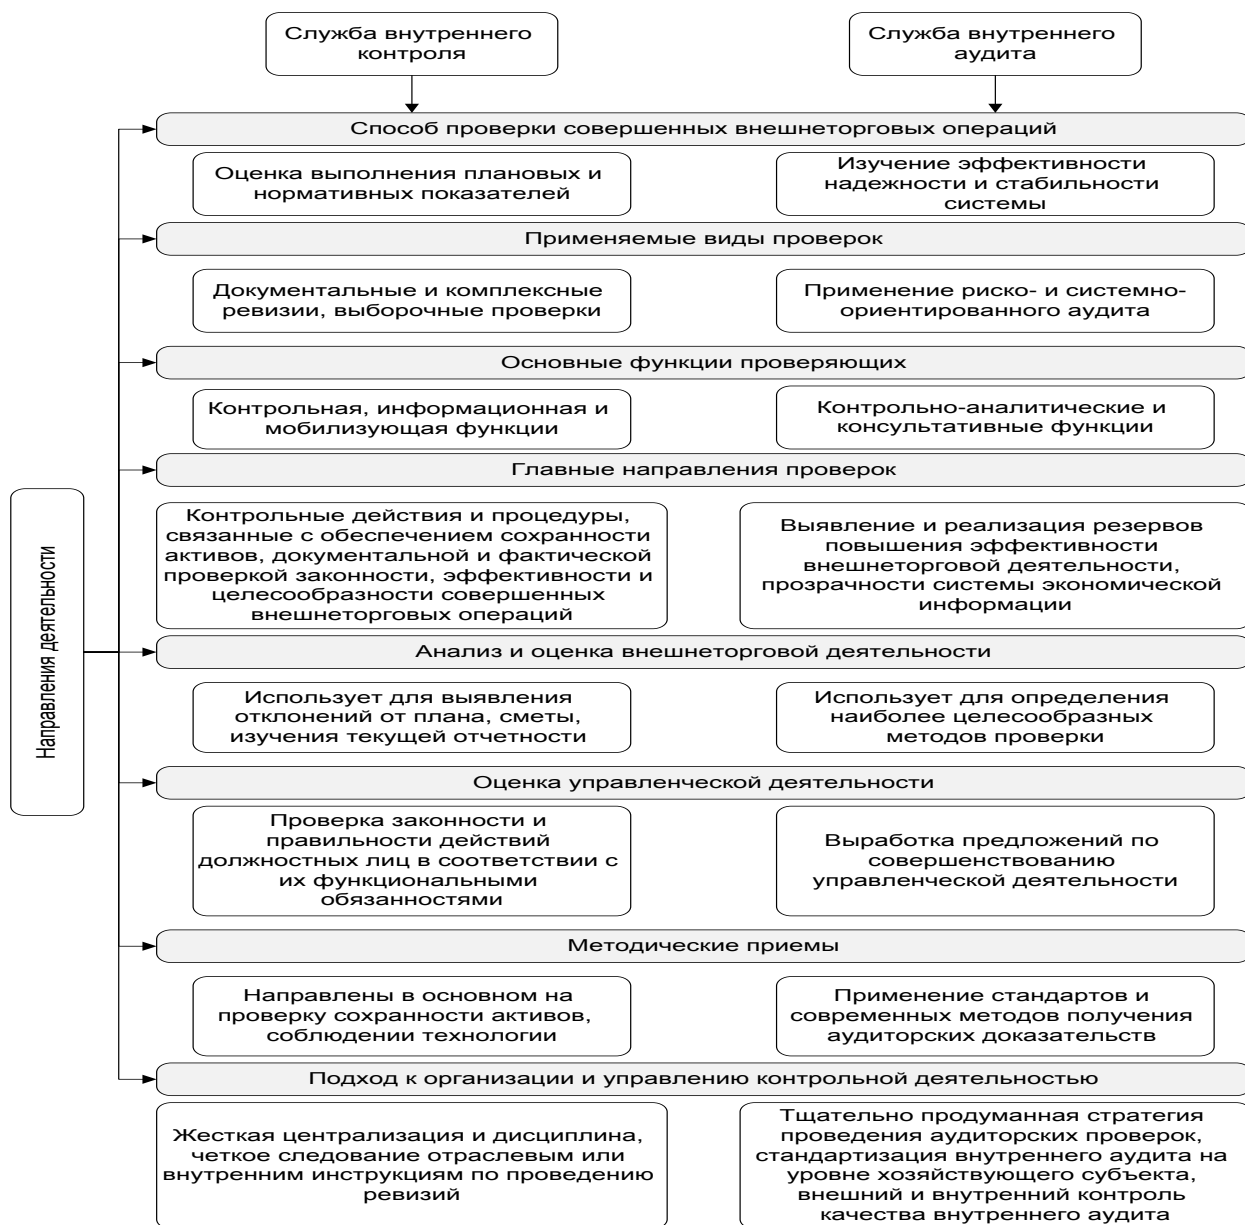 Служба внутреннего
контроля
Служба внутреннего
аудита
Направления деятельности
Способ проверки совершенных внешнеторговых операций
Оценка выполнения плановых и
нормативных показателей
Изучение эффективности
надежности и стабильности
системы
Применяемые виды проверок
Документальные и комплексные
ревизии, выборочные проверки
Применение риско- и системно-
ориентированного аудита
Основные функции проверяющих
Контрольная, информационная и
мобилизующая функции
Контрольно-аналитические и
консультативные функции
Главные направления проверок
Контрольные действия и процедуры,
связанные с обеспечением сохранности
активов, документальной и фактической
проверкой законности, эффективности и
целесообразности совершенных
внешнеторговых операций
Выявление и реализация резервов
повышения эффективности
внешнеторговой деятельности,
прозрачности системы экономической
информации
Анализ и оценка внешнеторговой деятельности
Использует для выявления
отклонений от плана, сметы,
изучения текущей отчетности
Использует для определения
наиболее целесообразных
методов проверки
Оценка управленческой деятельности
Проверка законности и
правильности действий
должностных лиц в соответствии с
их функциональными
обязанностями
Выработка предложений по
совершенствованию
управленческой деятельности
Методические приемы
Направлены в основном на
проверку сохранности активов,
соблюдении технологии
Применение стандартов и
современных методов получения
аудиторских доказательств
Подход к организации и управлению контрольной деятельностью
Жесткая централизация и дисциплина,
четкое следование отраслевым или
внутренним инструкциям по проведению
ревизий
Тщательно продуманная стратегия
проведения аудиторских проверок,
стандартизация внутреннего аудита на
уровне хозяйствующего субъекта,
внешний и внутренний контроль
качества внутреннего аудита